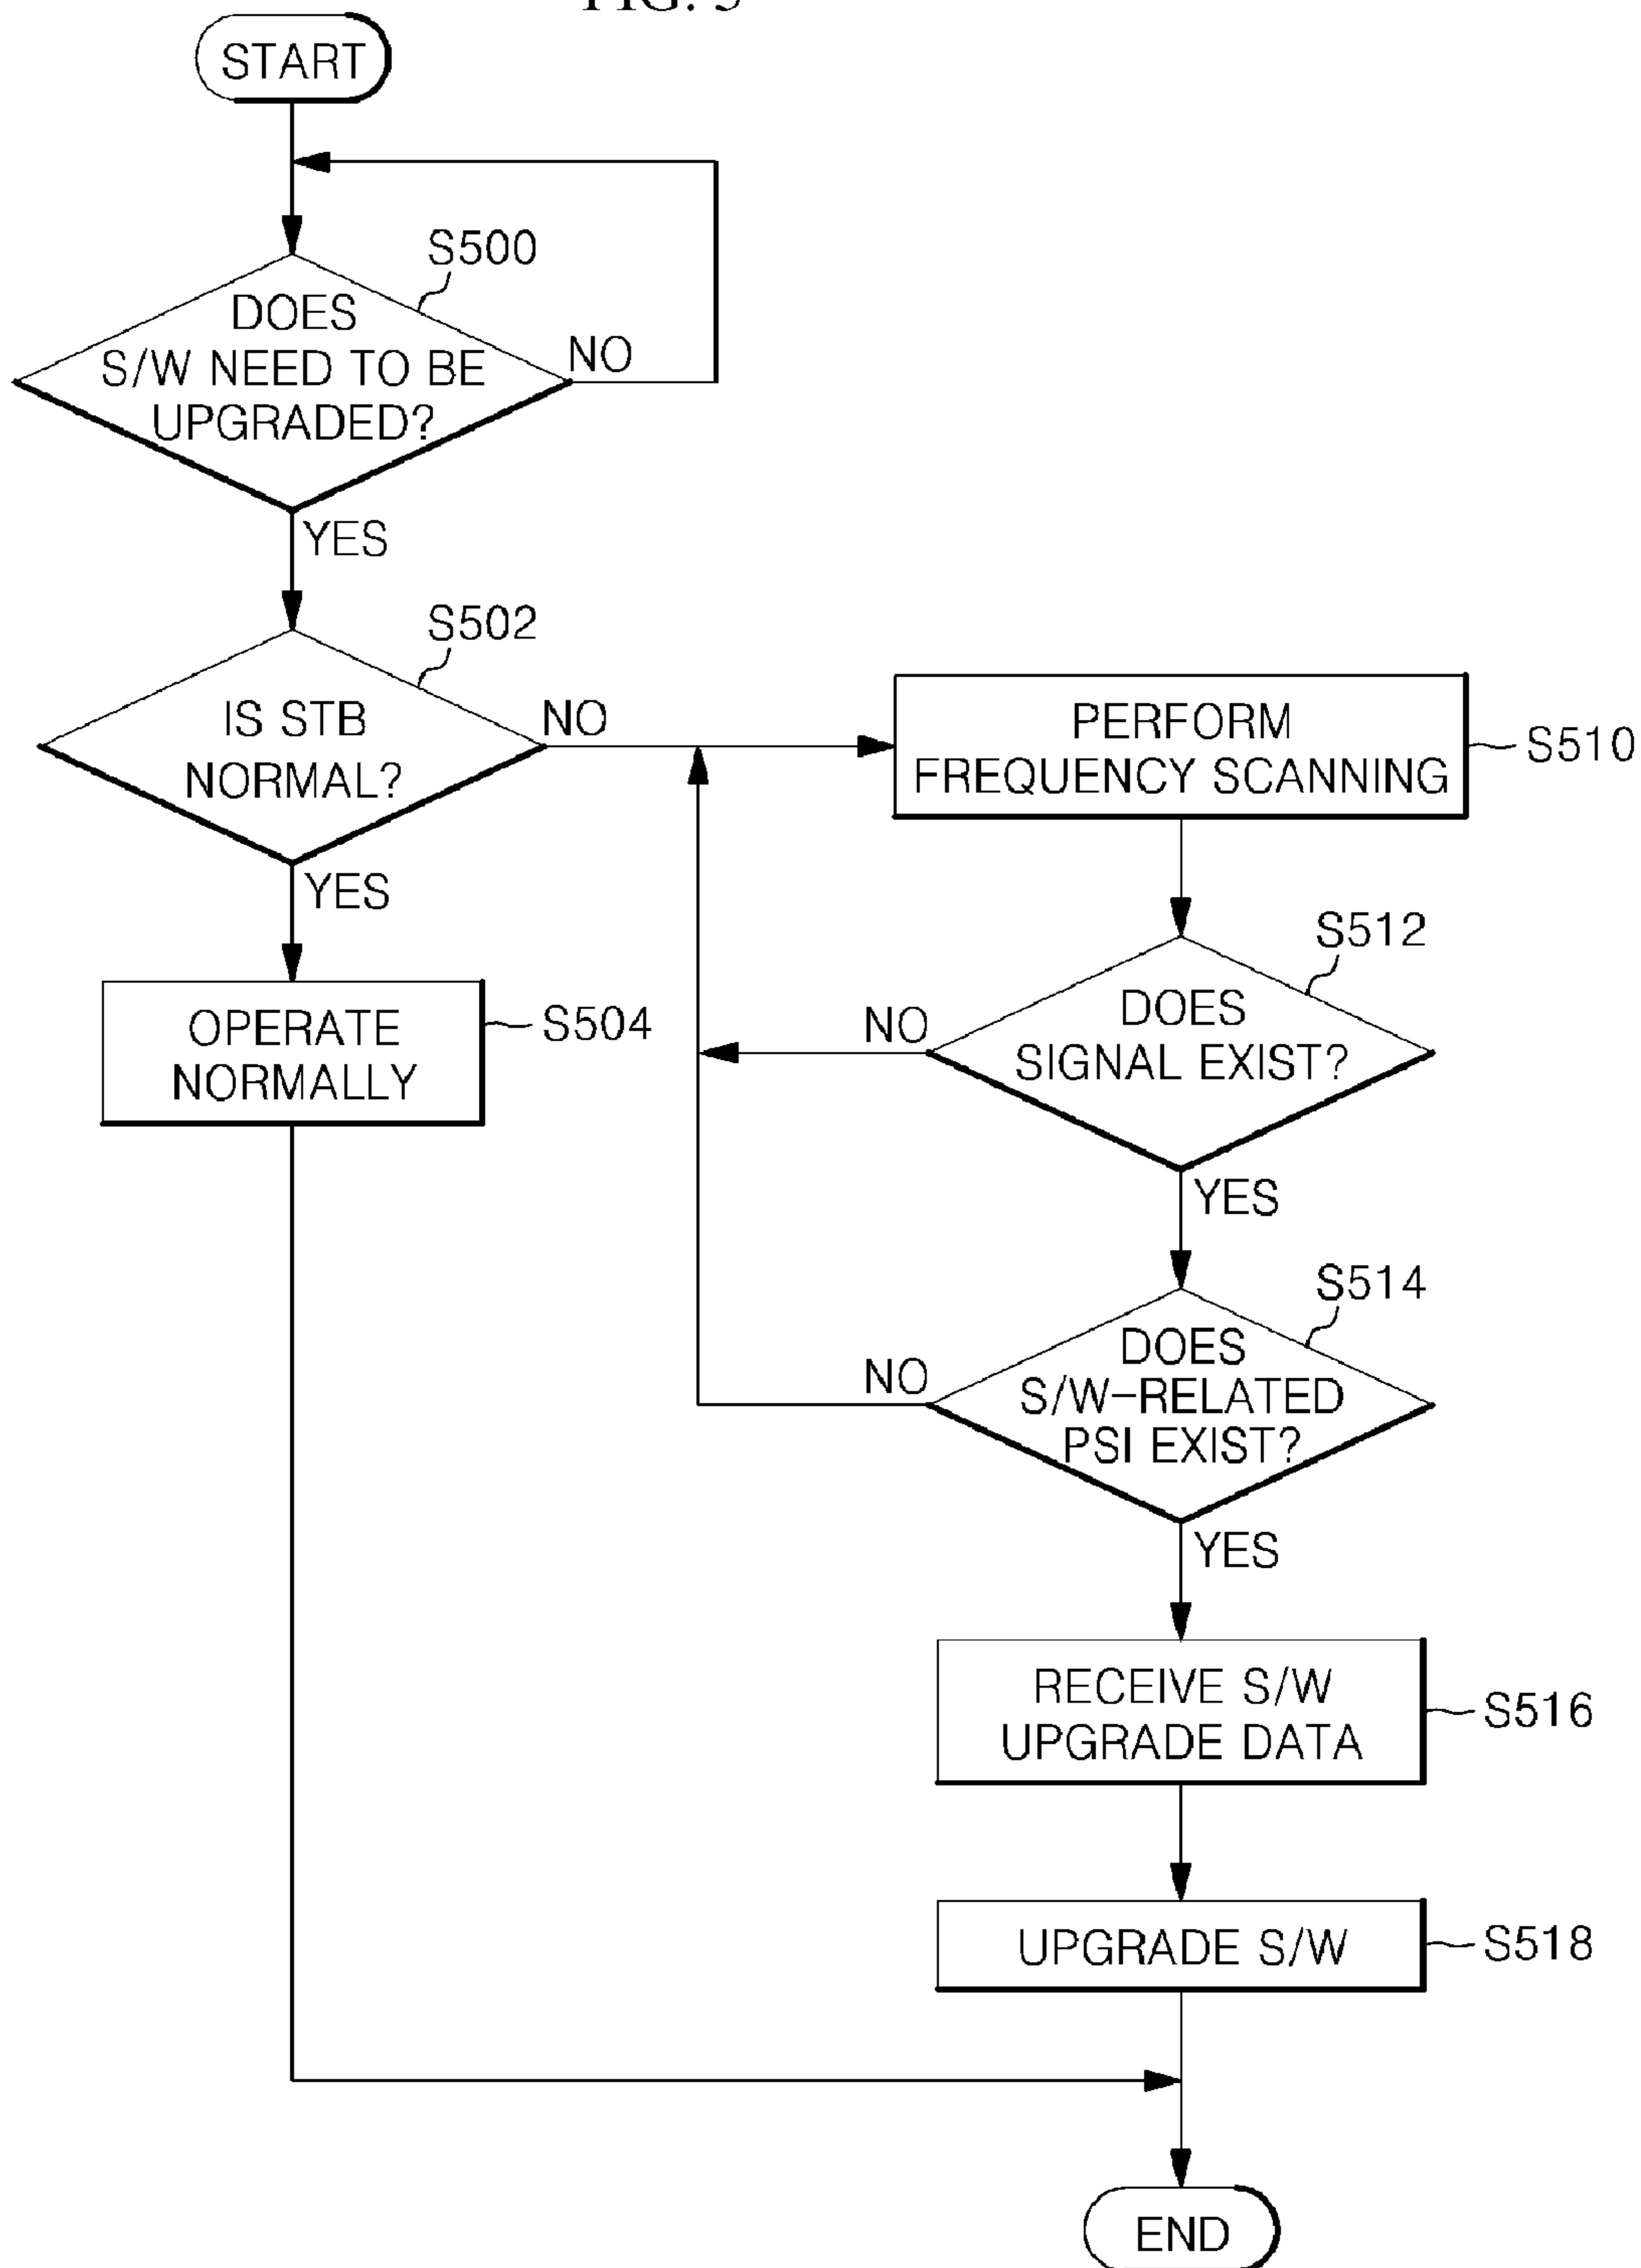 FIG. 5
START
S500
DOES
S/W NEED TO BE
UPGRADED?
NO
YES
S502
IS STB
NORMAL?
NO
YES
OPERATE
NORMALLY
S504
PERFORM
FREQUENCY SCANNING
S510
S512
DOES
SIGNAL EXIST?
NO
YES
S514
DOES
S/W-RELATED
PSI EXIST?
NO
YES
RECEIVE S/W
UPGRADE DATA
S516
UPGRADE S/W
S518
END